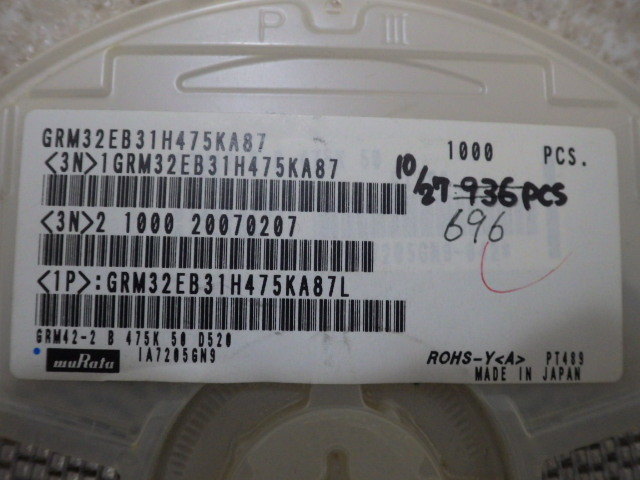 P III
GRM32EB31H475KA87 1000 PCS.
<3N>1GRM32EB31H475KA87
10/27 936 pcs
696
<3N>2 1000 20070207
<1P>:GRM32EB31H475KA87L
GRM42-2 B 475K 50 D520
muRata IA7205GN9
ROHS-Y<A> PT489
MADE IN JAPAN